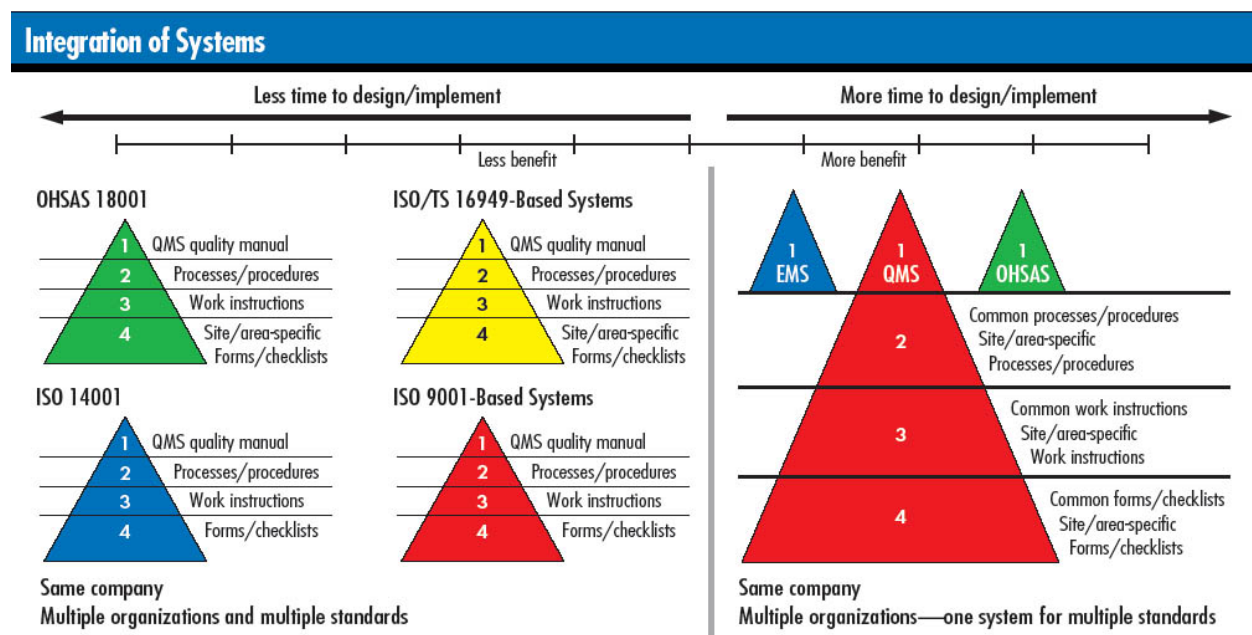 Integration of Systems
Less time to design/implement
More time to design/implement
Less benefit
More benefit
OHSAS 18001
1 QMS quality manual
2 Processes/procedures
3 Work instructions
4 Site/area-specific
Forms/checklists
ISO/TS 16949-Based Systems
1 QMS quality manual
2 Processes/procedures
3 Work instructions
4 Site/area-specific
Forms/checklists
ISO 14001
1 QMS quality manual
2 Processes/procedures
3 Work instructions
4 Forms/checklists
ISO 9001-Based Systems
1 QMS quality manual
2 Processes/procedures
3 Work instructions
4 Forms/checklists
Same company
Multiple organizations and multiple standards
1
EMS
1
QMS
1
OHSAS
2
Common processes/procedures
Site/area-specific
Processes/procedures
3
Common work instructions
Site/area-specific
Work instructions
4
Common forms/checklists
Site/area-specific
Forms/checklists
Same company
Multiple organizations—one system for multiple standards